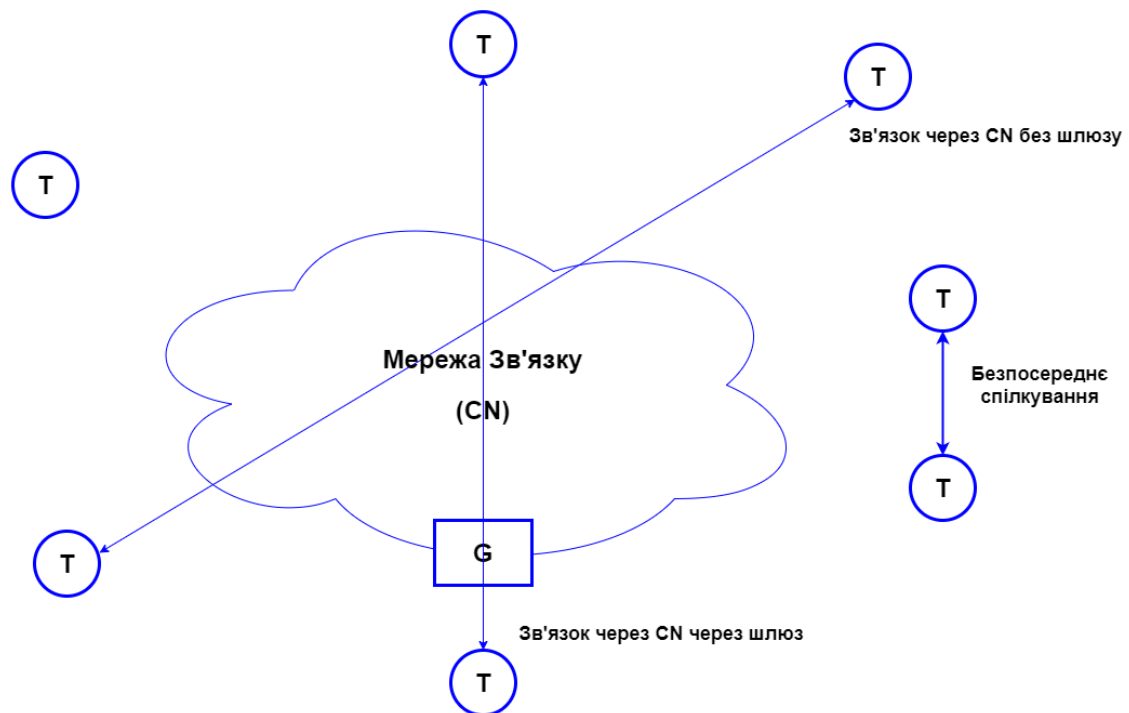 T
T
Зв'язок через CN без шлюзу
T
T
Мережа Зв'язку
(CN)
Безпосереднє
спілкування
T
G
T
Зв'язок через CN через шлюз
T